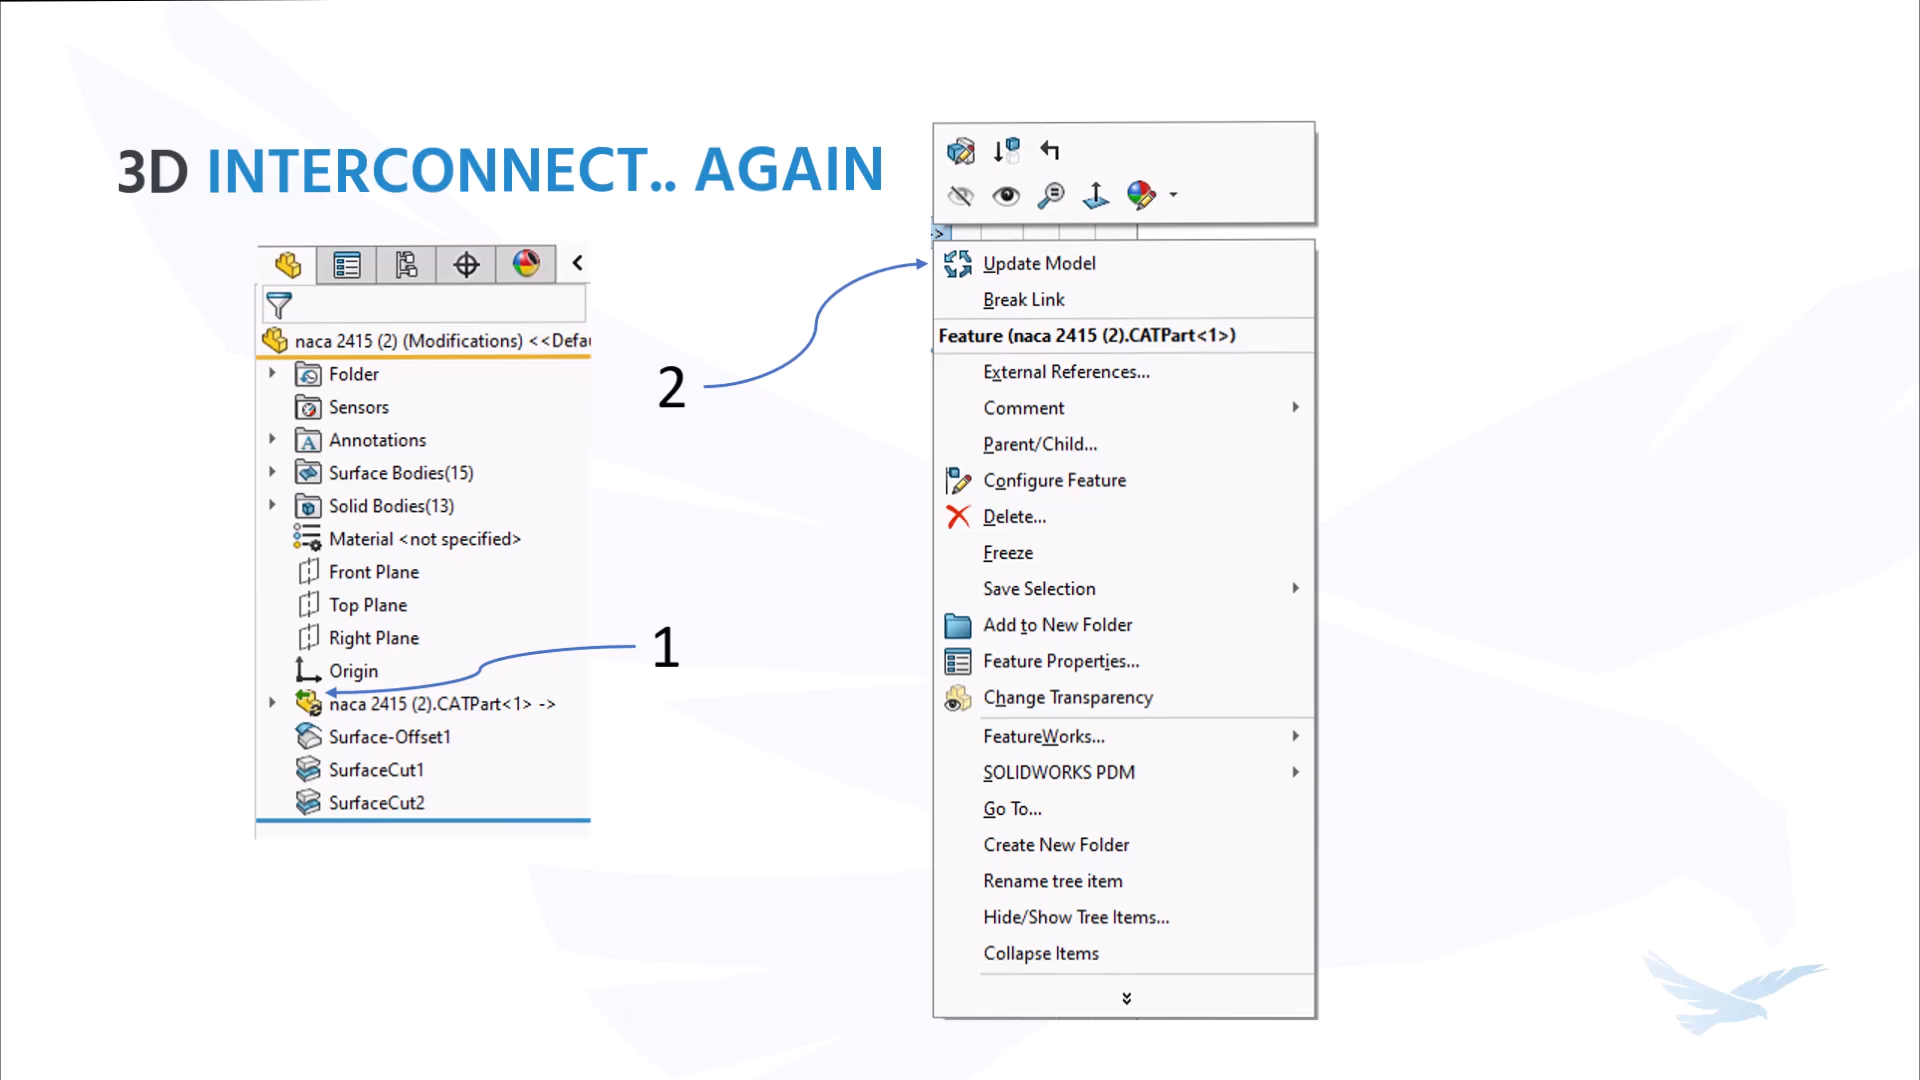 3D INTERCONNECT.. AGAIN
naca 2415 (2) (Modifications) <<Defau
Folder
Sensors
Annotations
Surface Bodies(15)
Solid Bodies(13)
Material <not specified>
Front Plane
Top Plane
Right Plane
Origin
naca 2415 (2).CATPart<1> ->
Surface-Offset1
SurfaceCut1
SurfaceCut2
2
1
Update Model
Break Link
Feature (naca 2415 (2).CATPart<1>)
External References...
Comment
Parent/Child...
Configure Feature
Delete...
Freeze
Save Selection
Add to New Folder
Feature Properties...
Change Transparency
FeatureWorks...
SOLIDWORKS PDM
Go To...
Create New Folder
Rename tree item
Hide/Show Tree Items...
Collapse Items